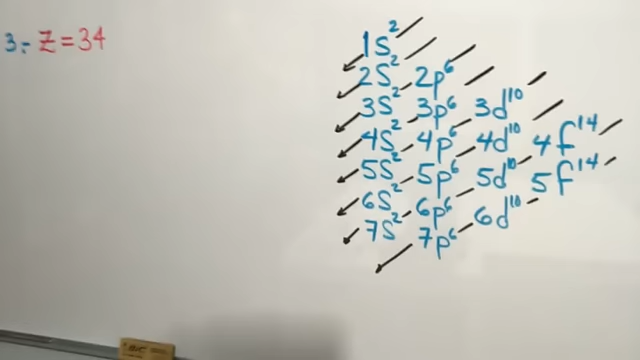 3.- Z=34
1s²
2s² 2p⁶
3s² 3p⁶ 3d¹⁰
4s² 4p⁶ 4d¹⁰ 4f¹⁴
5s² 5p⁶ 5d¹⁰ 5f¹⁴
6s² 6p⁶ 6d¹⁰
7s² 7p⁶